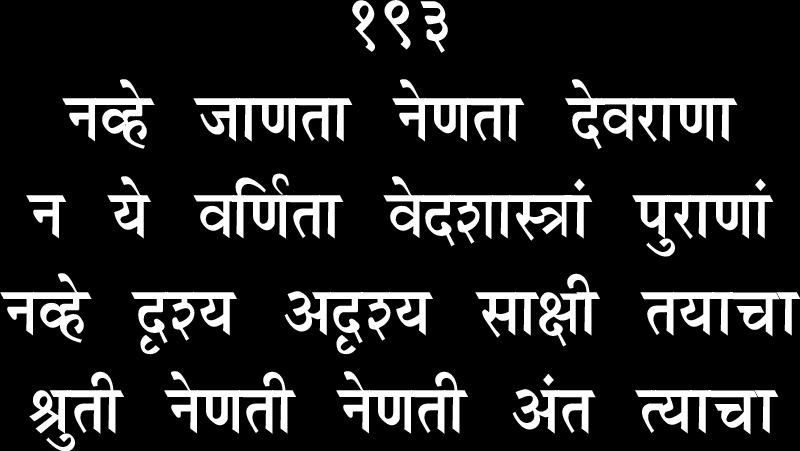 १९३
नव्हे जाणता नेणता देवराणा
न ये वर्णिता वेदशास्त्रां पुराणां
नव्हे दृश्य अदृश्य साक्षी तयाचा
श्रुती नेणती नेणती अंत त्याचा